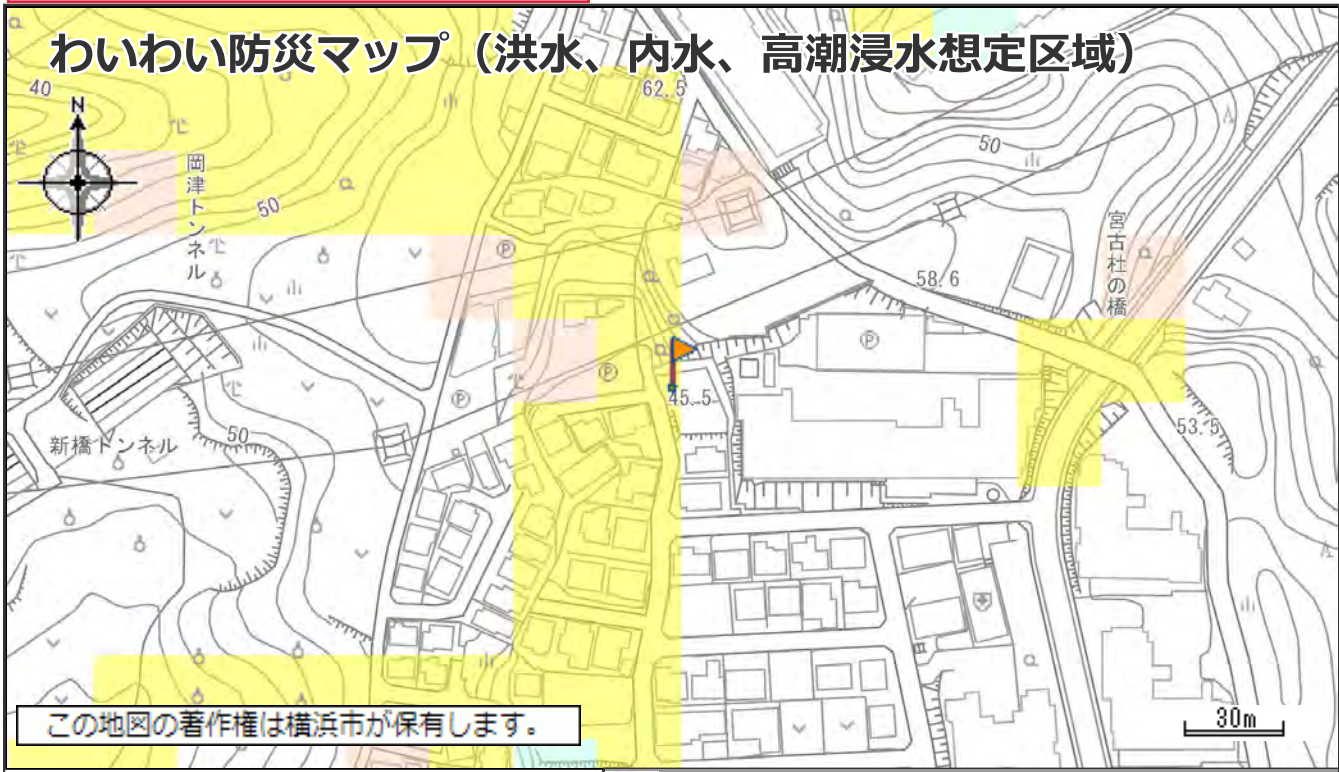 わいわい防災マップ（洪水、内水、高潮浸水想定区域）
62.5
40
N
岡津トンネル
50
50
宮古社の橋
58.6
P
P
P
P
45.5
53.5
50
新橋トンネル
30m
この地図の著作権は横浜市が保有します。